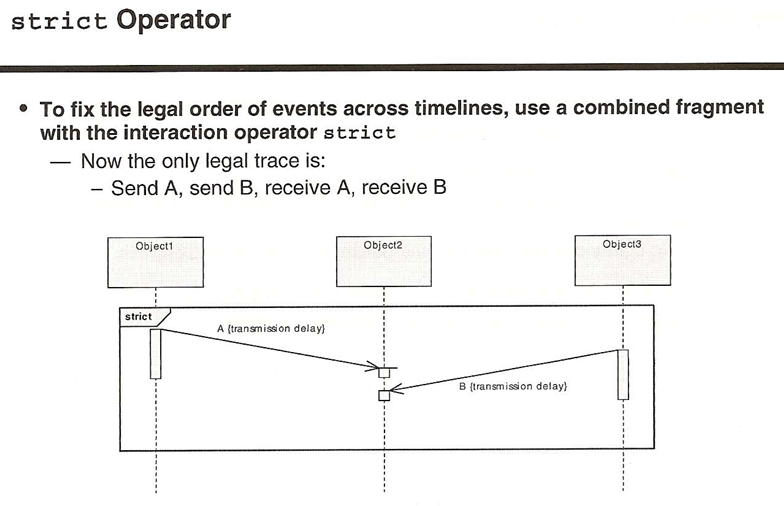 strict Operator
• To fix the legal order of events across timelines, use a combined fragment
with the interaction operator strict
— Now the only legal trace is:
– Send A, send B, receive A, receive B
Object1
Object2
Object3
strict
A {transmission delay}
B {transmission delay}